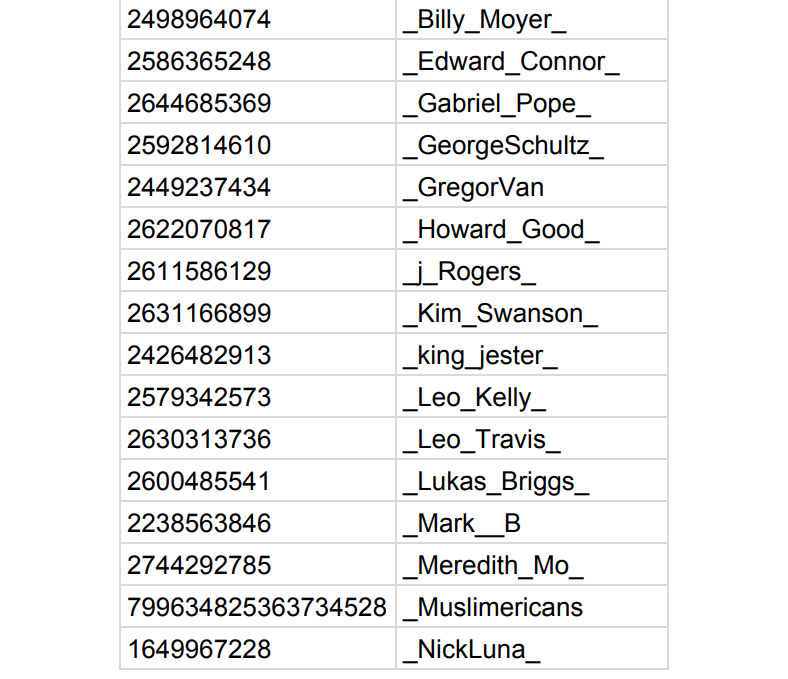 2498964074 _Billy_Moyer_
2586365248 _Edward_Connor_
2644685369 _Gabriel_Pope_
2592814610 _GeorgeSchultz_
2449237434 _GregorVan
2622070817 _Howard_Good_
2611586129 _j_Rogers_
2631166899 _Kim_Swanson_
2426482913 _king_jester_
2579342573 _Leo_Kelly_
2630313736 _Leo_Travis_
2600485541 _Lukas_Briggs_
2238563846 _Mark__B
2744292785 _Meredith_Mo_
799634825363734528 _Muslimericans
1649967228 _NickLuna_